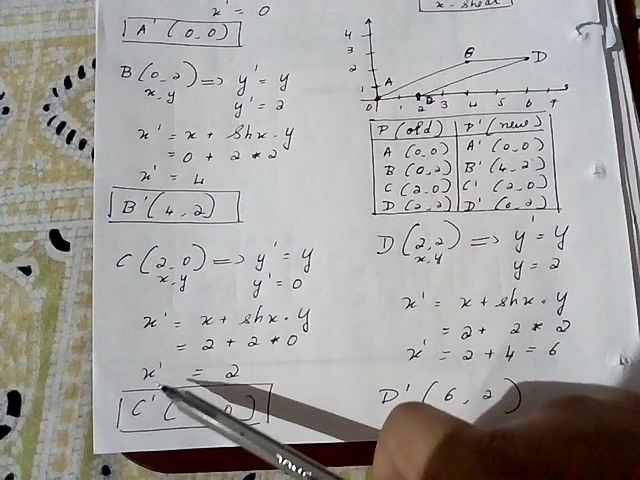 x' = 0
A' (0,0)
B (0,2) => y' = y
x,y
y' = 2
x' = x + shx . y
= 0 + 2 * 2
x' = 4
B' (4,2)
C (2,0) => y' = y
x,y
y' = 0
x' = x + shx . y
= 2 + 2 * 0
x' = 2
C' ( 0)
x - shear
4
3
2
1
0 1 2 3 4 5 6 7
A
B
D
P (old) P' (new)
A (0,0) A' (0,0)
B (0,2) B' (4,2)
C (2,0) C' (2,0)
D (2,2) D' (6,2)
D (2,2) => y' = y
x,y
y = 2
x' = x + shx . y
= 2 + 2 * 2
x' = 2 + 4 = 6
D' (6,2)